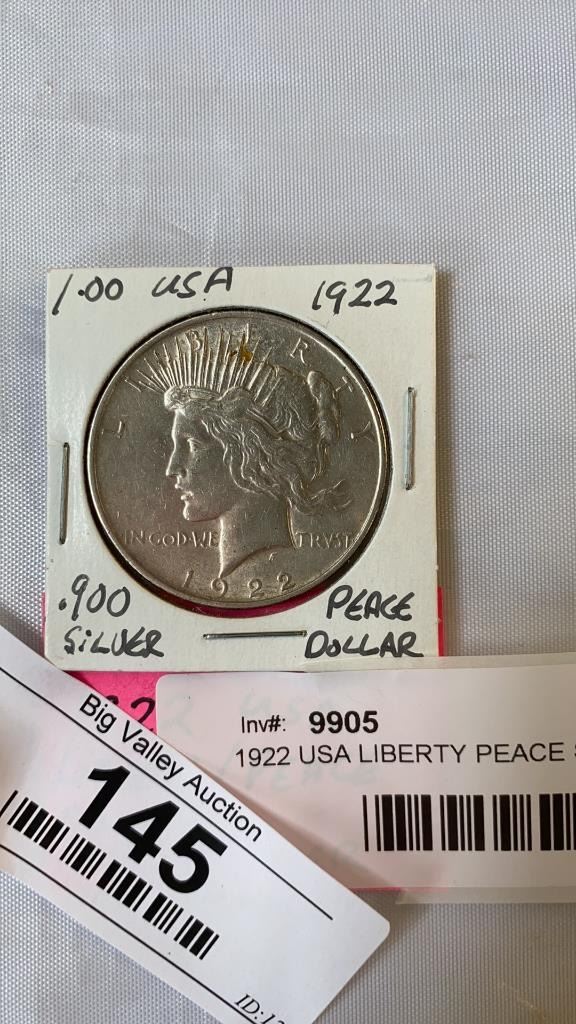 1.00 USA 1922
LIBERTY
IN GOD WE TRVST
1922
.900 PEACE
SILVER DOLLAR
Inv#: 9905
1922 USA LIBERTY PEACE
Big Valley Auction
145